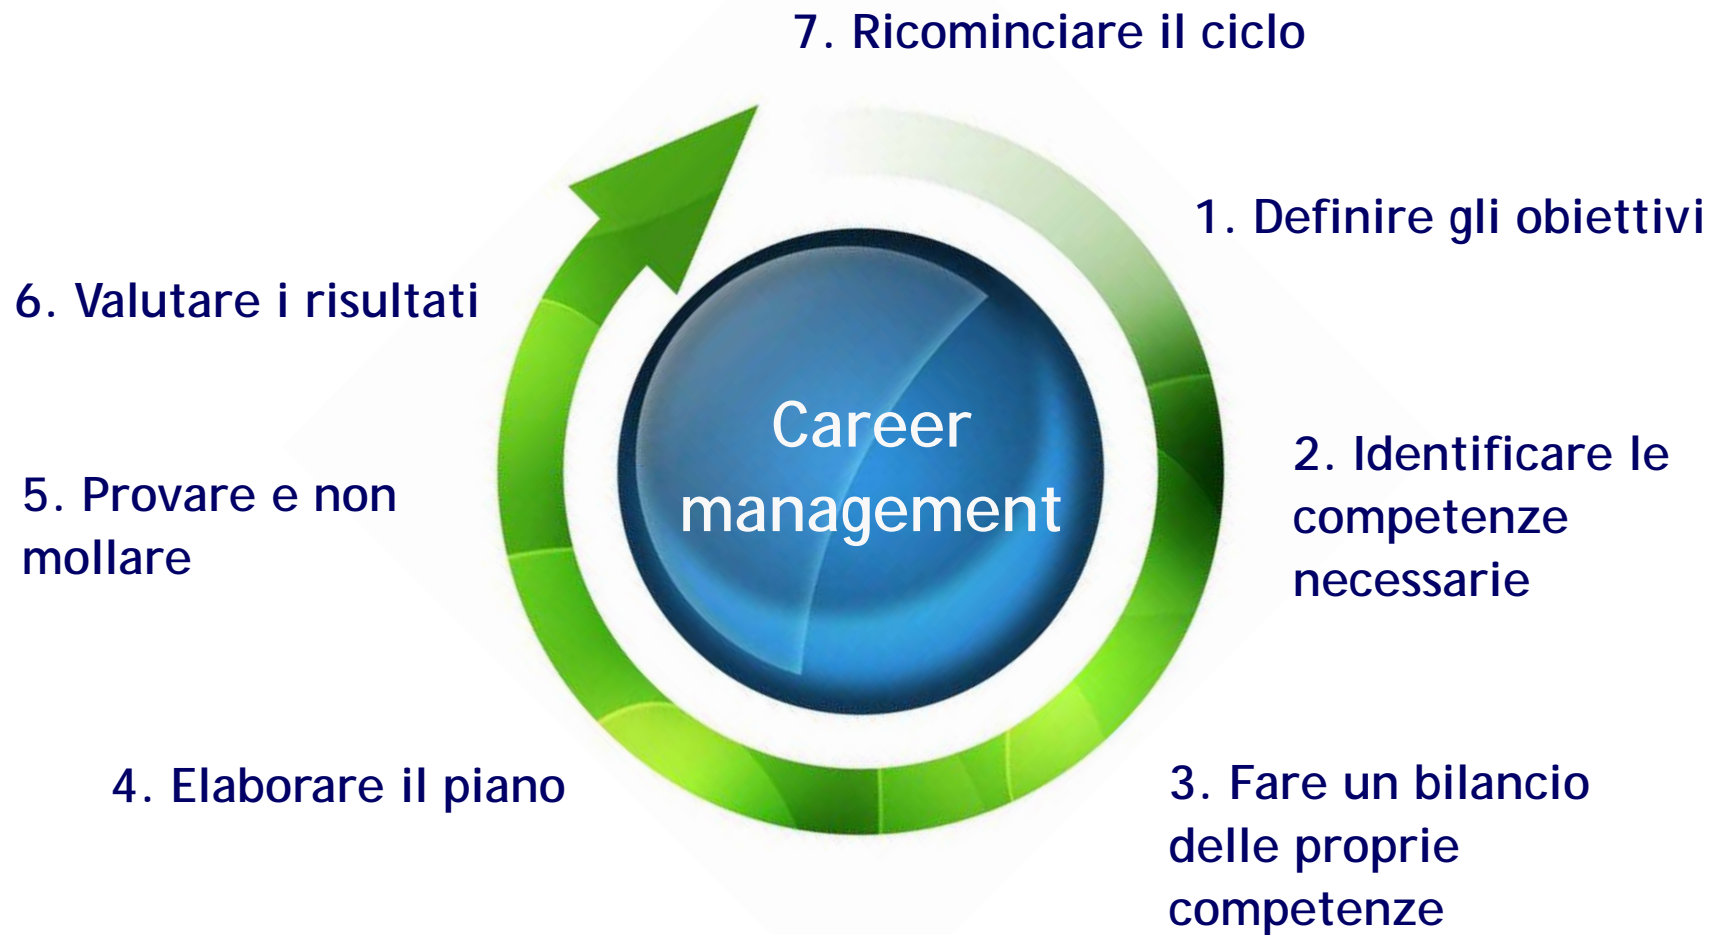 7. Ricominciare il ciclo
1. Definire gli obiettivi
2. Identificare le
competenze
necessarie
3. Fare un bilancio
delle proprie
competenze
4. Elaborare il piano
5. Provare e non
mollare
6. Valutare i risultati
Career
management